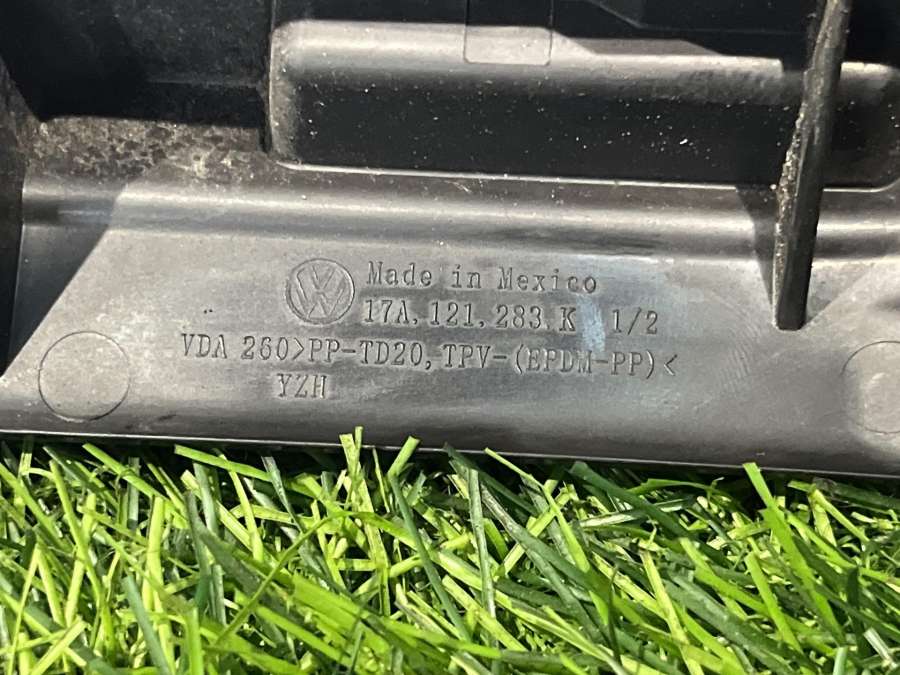 Made in Mexico
17A.121.283.K 1/2
VDA 260>PP-TD20,TPV-(EPDM-PP)<
YZH